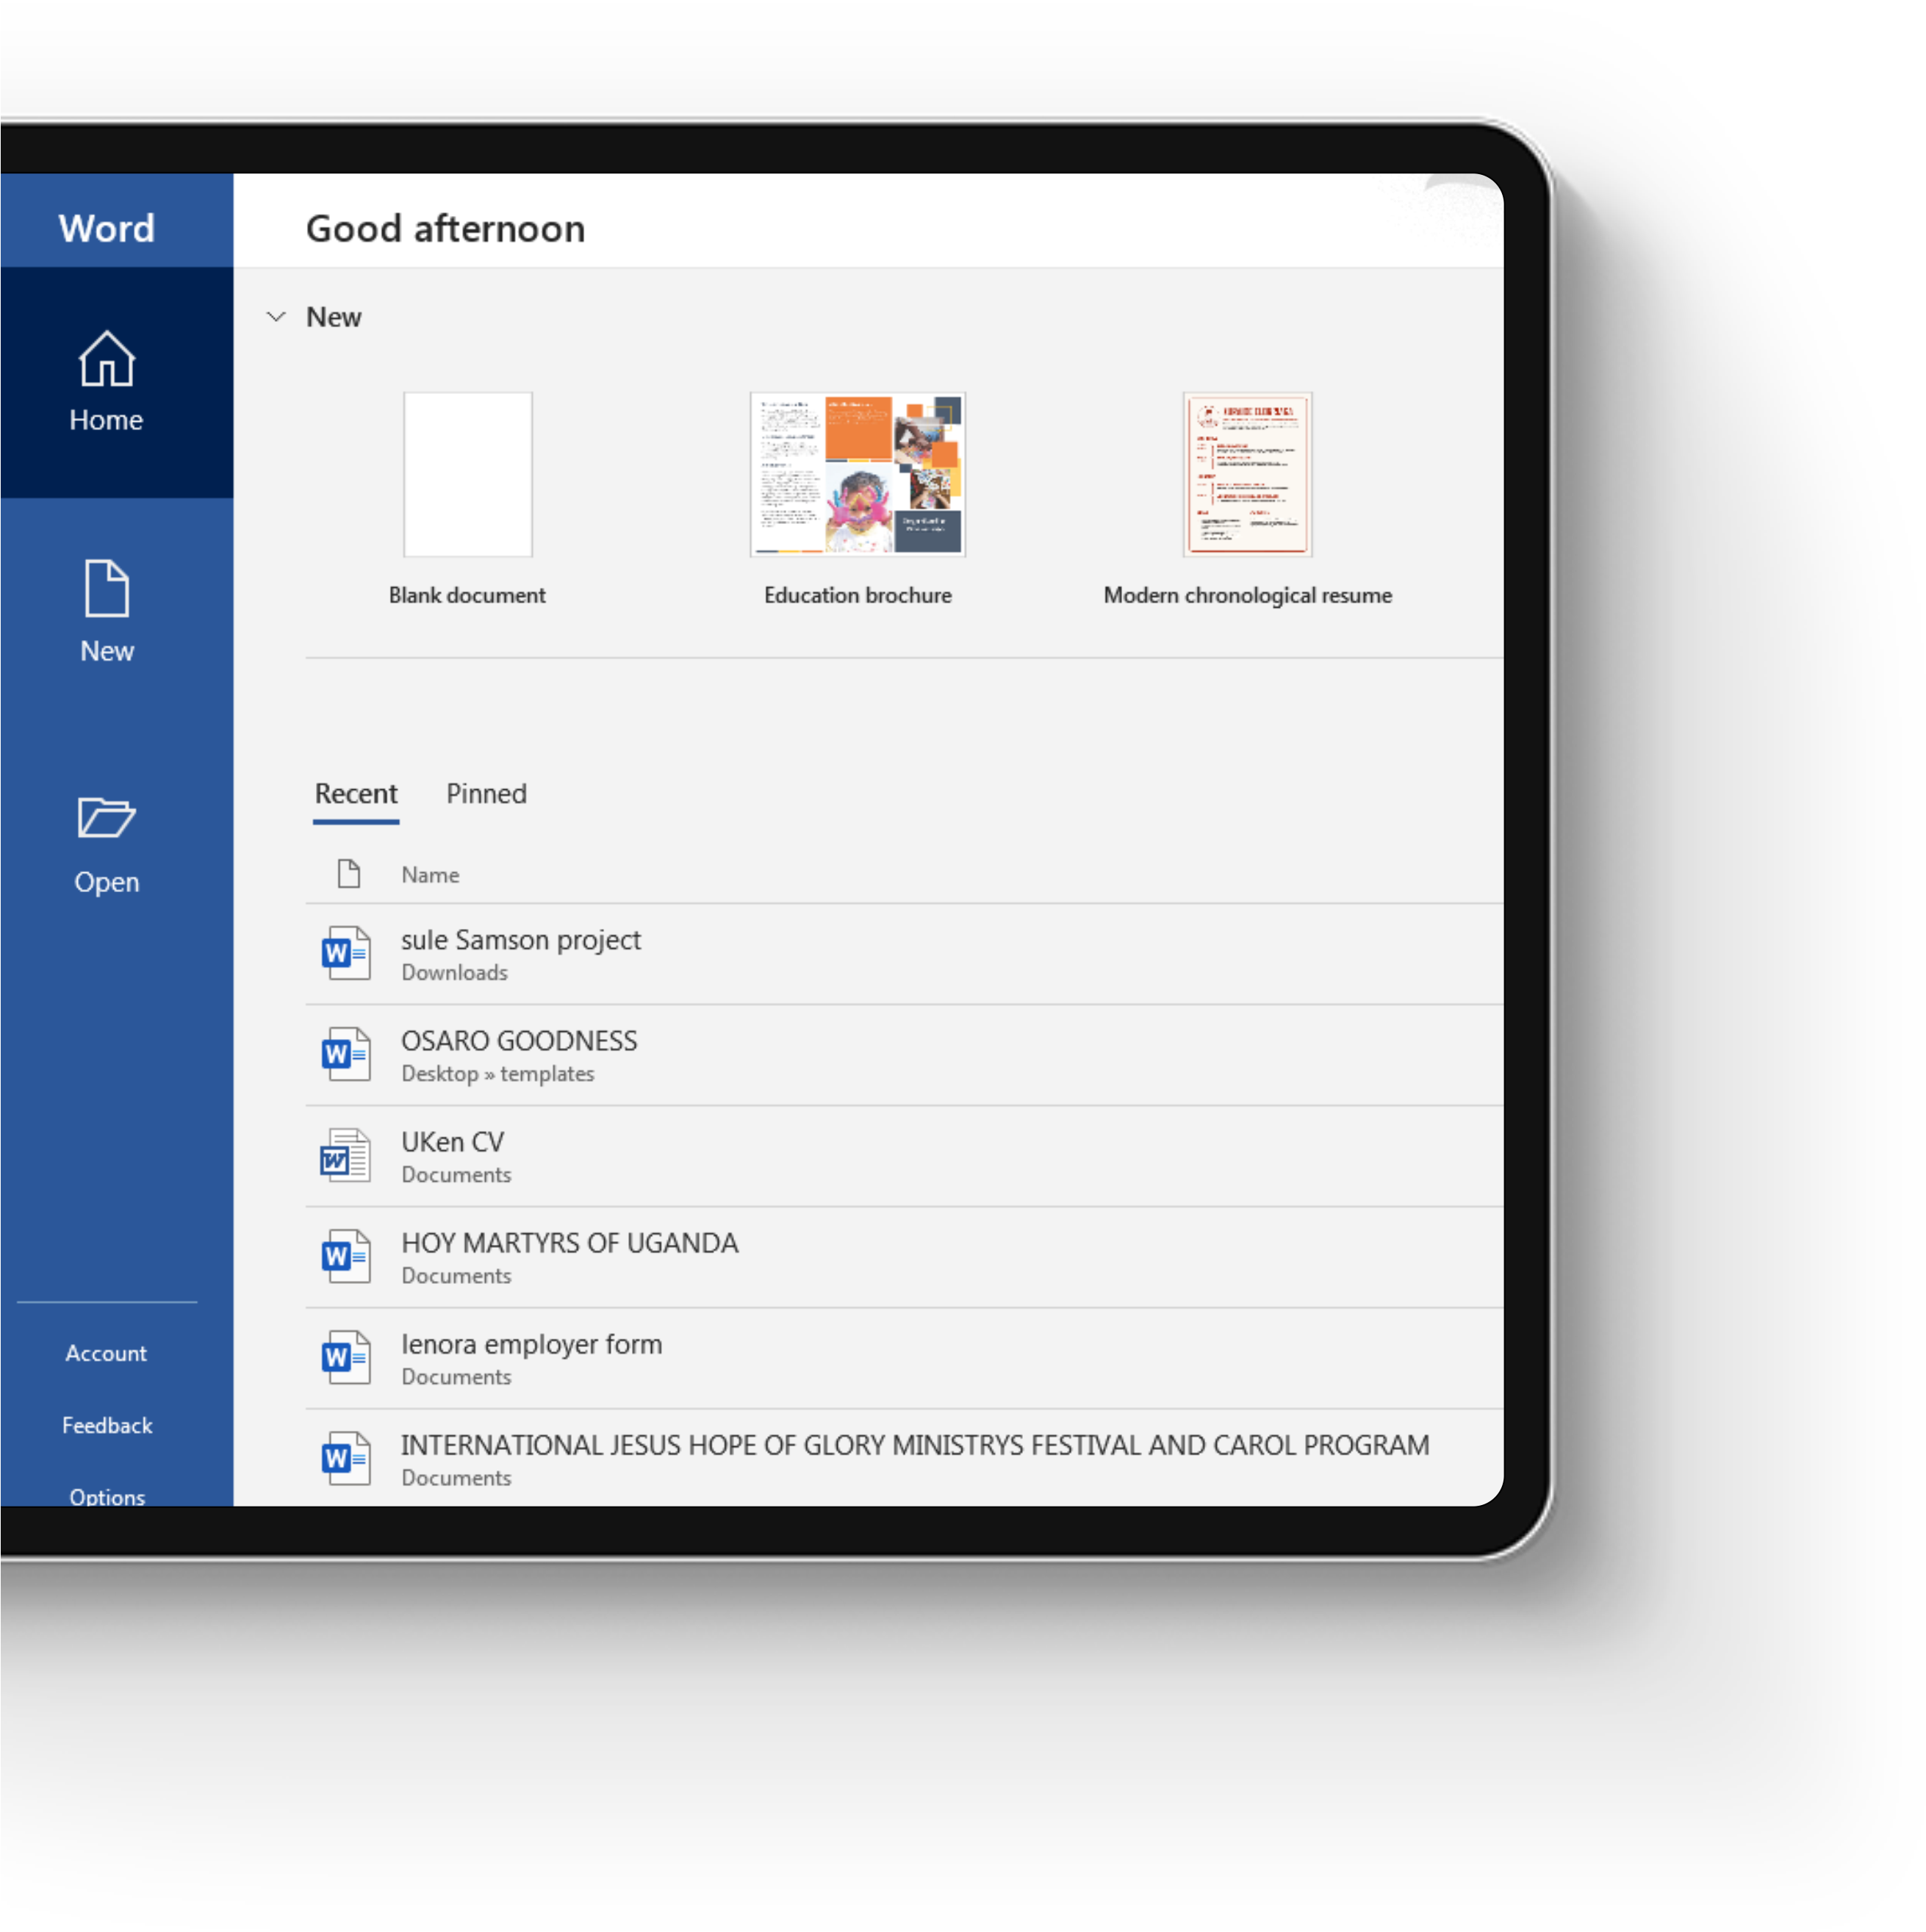 Word
Good afternoon
Home
New
Open
Account
Feedback
Options
New
Blank document
Education brochure
Modern chronological resume
Recent Pinned
Name
sule Samson project
Downloads
OSARO GOODNESS
Desktop » templates
UKen CV
Documents
HOY MARTYRS OF UGANDA
Documents
lenora employer form
Documents
INTERNATIONAL JESUS HOPE OF GLORY MINISTRYS FESTIVAL AND CAROL PROGRAM
Documents